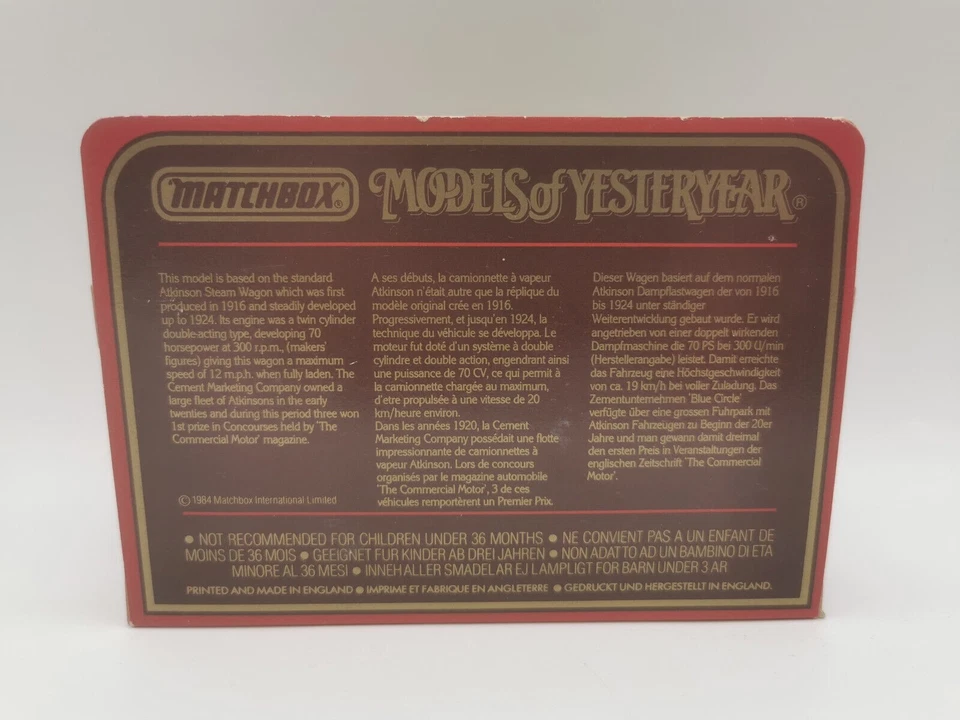 MATCHBOX®
MODELS of YESTERYEAR®
This model is based on the standard
Atkinson Steam Wagon which was first
produced in 1916 and steadily developed
up to 1924. Its engine was a twin cylinder
double-acting type, developing 70
horsepower at 300 r.p.m., (makers'
figures) giving this wagon a maximum
speed of 12 m.p.h. when fully laden. The
Cement Marketing Company owned a
large fleet of Atkinsons in the early
twenties and during this period three won
1st prize in Concourses held by 'The
Commercial Motor' magazine.
© 1984 Matchbox International Limited
A ses débuts, la camionnette à vapeur
Atkinson n'était autre que la réplique du
modèle original crée en 1916.
Progressivement, et jusqu'en 1924, la
technique du véhicule se développa. Le
moteur fut doté d'un système à double
cylindre et double action, engendrant ainsi
une puissance de 70 CV, ce qui permit à
la camionnette chargée au maximum,
d'etre propulsée à une vitesse de 20
km/heure environ.
Dans les années 1920, la Cement
Marketing Company possédait une flotte
impressionnante de camionnettes à
vapeur Atkinson. Lors de concours
organisés par le magazine automobile
'The Commercial Motor', 3 de ces
véhicules remportèrent un Premier Prix.
Dieser Wagen basiert auf dem normalen
Atkinson Dampflastwagen der von 1916
bis 1924 unter ständiger
Weiterentwicklung gebaut wurde. Er wird
angetrieben von einer doppelt wirkenden
Dampfmaschine die 70 PS bei 300 U/min
(Herstellerangabe) leistet. Damit erreichte
das Fahrzeug eine Höchstgeschwindigkeit
von ca. 19 km/h bei voller Zuladung. Das
Zementunternehmen 'Blue Circle'
verfügte über eine grossen Fuhrpark mit
Atkinson Fahrzeugen zu Beginn der 20er
Jahre und man gewann damit dreimal
den ersten Preis in Veranstaltungen der
englischen Zeitschrift 'The Commercial
Motor'.
● NOT RECOMMENDED FOR CHILDREN UNDER 36 MONTHS ● NE CONVIENT PAS A UN ENFANT DE
MOINS DE 36 MOIS ● GEEIGNET FUR KINDER AB DREI JAHREN ● NON ADATTO AD UN BAMBINO DI ETA
MINORE AL 36 MESI ● INNEHALLER SMADELAR EJ LAMPLIGT FOR BARN UNDER 3 AR
PRINTED AND MADE IN ENGLAND ● IMPRIME ET FABRIQUE EN ANGLETERRE ● GEDRUCKT UND HERGESTELLT IN ENGLAND.